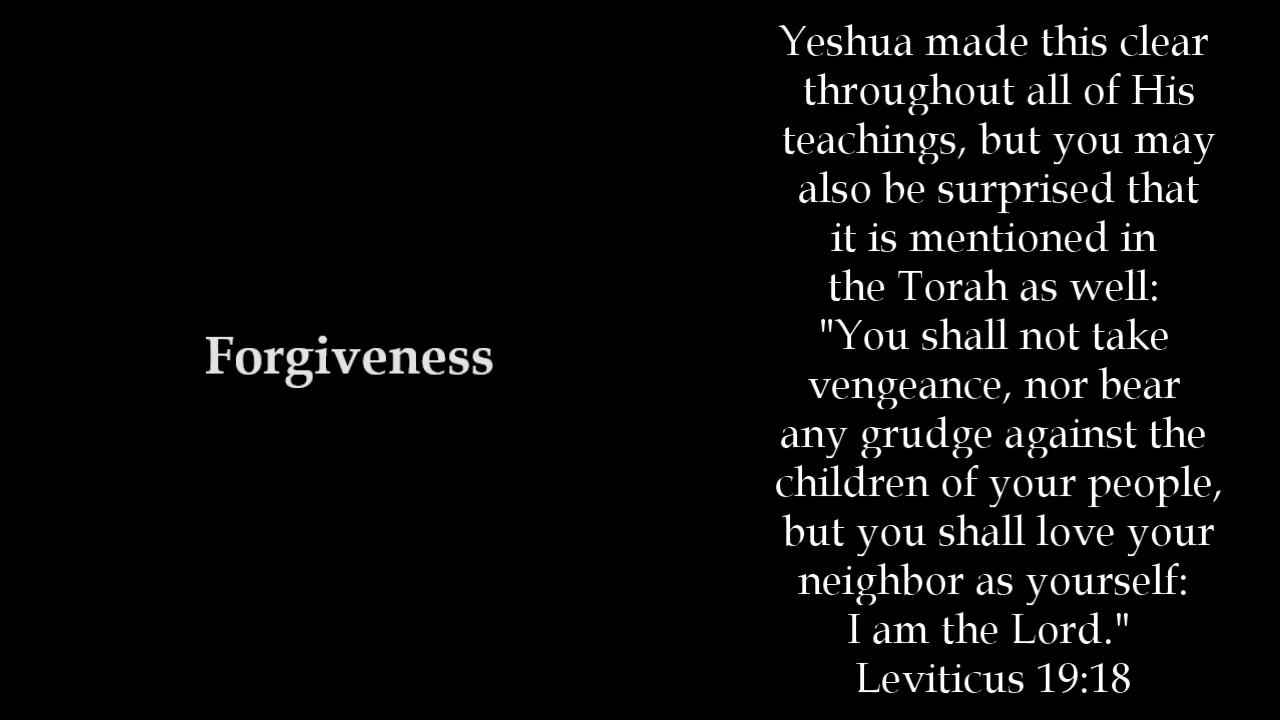 Forgiveness
Yeshua made this clear
throughout all of His
teachings, but you may
also be surprised that
it is mentioned in
the Torah as well:
"You shall not take
vengeance, nor bear
any grudge against the
children of your people,
but you shall love your
neighbor as yourself:
I am the Lord."
Leviticus 19:18